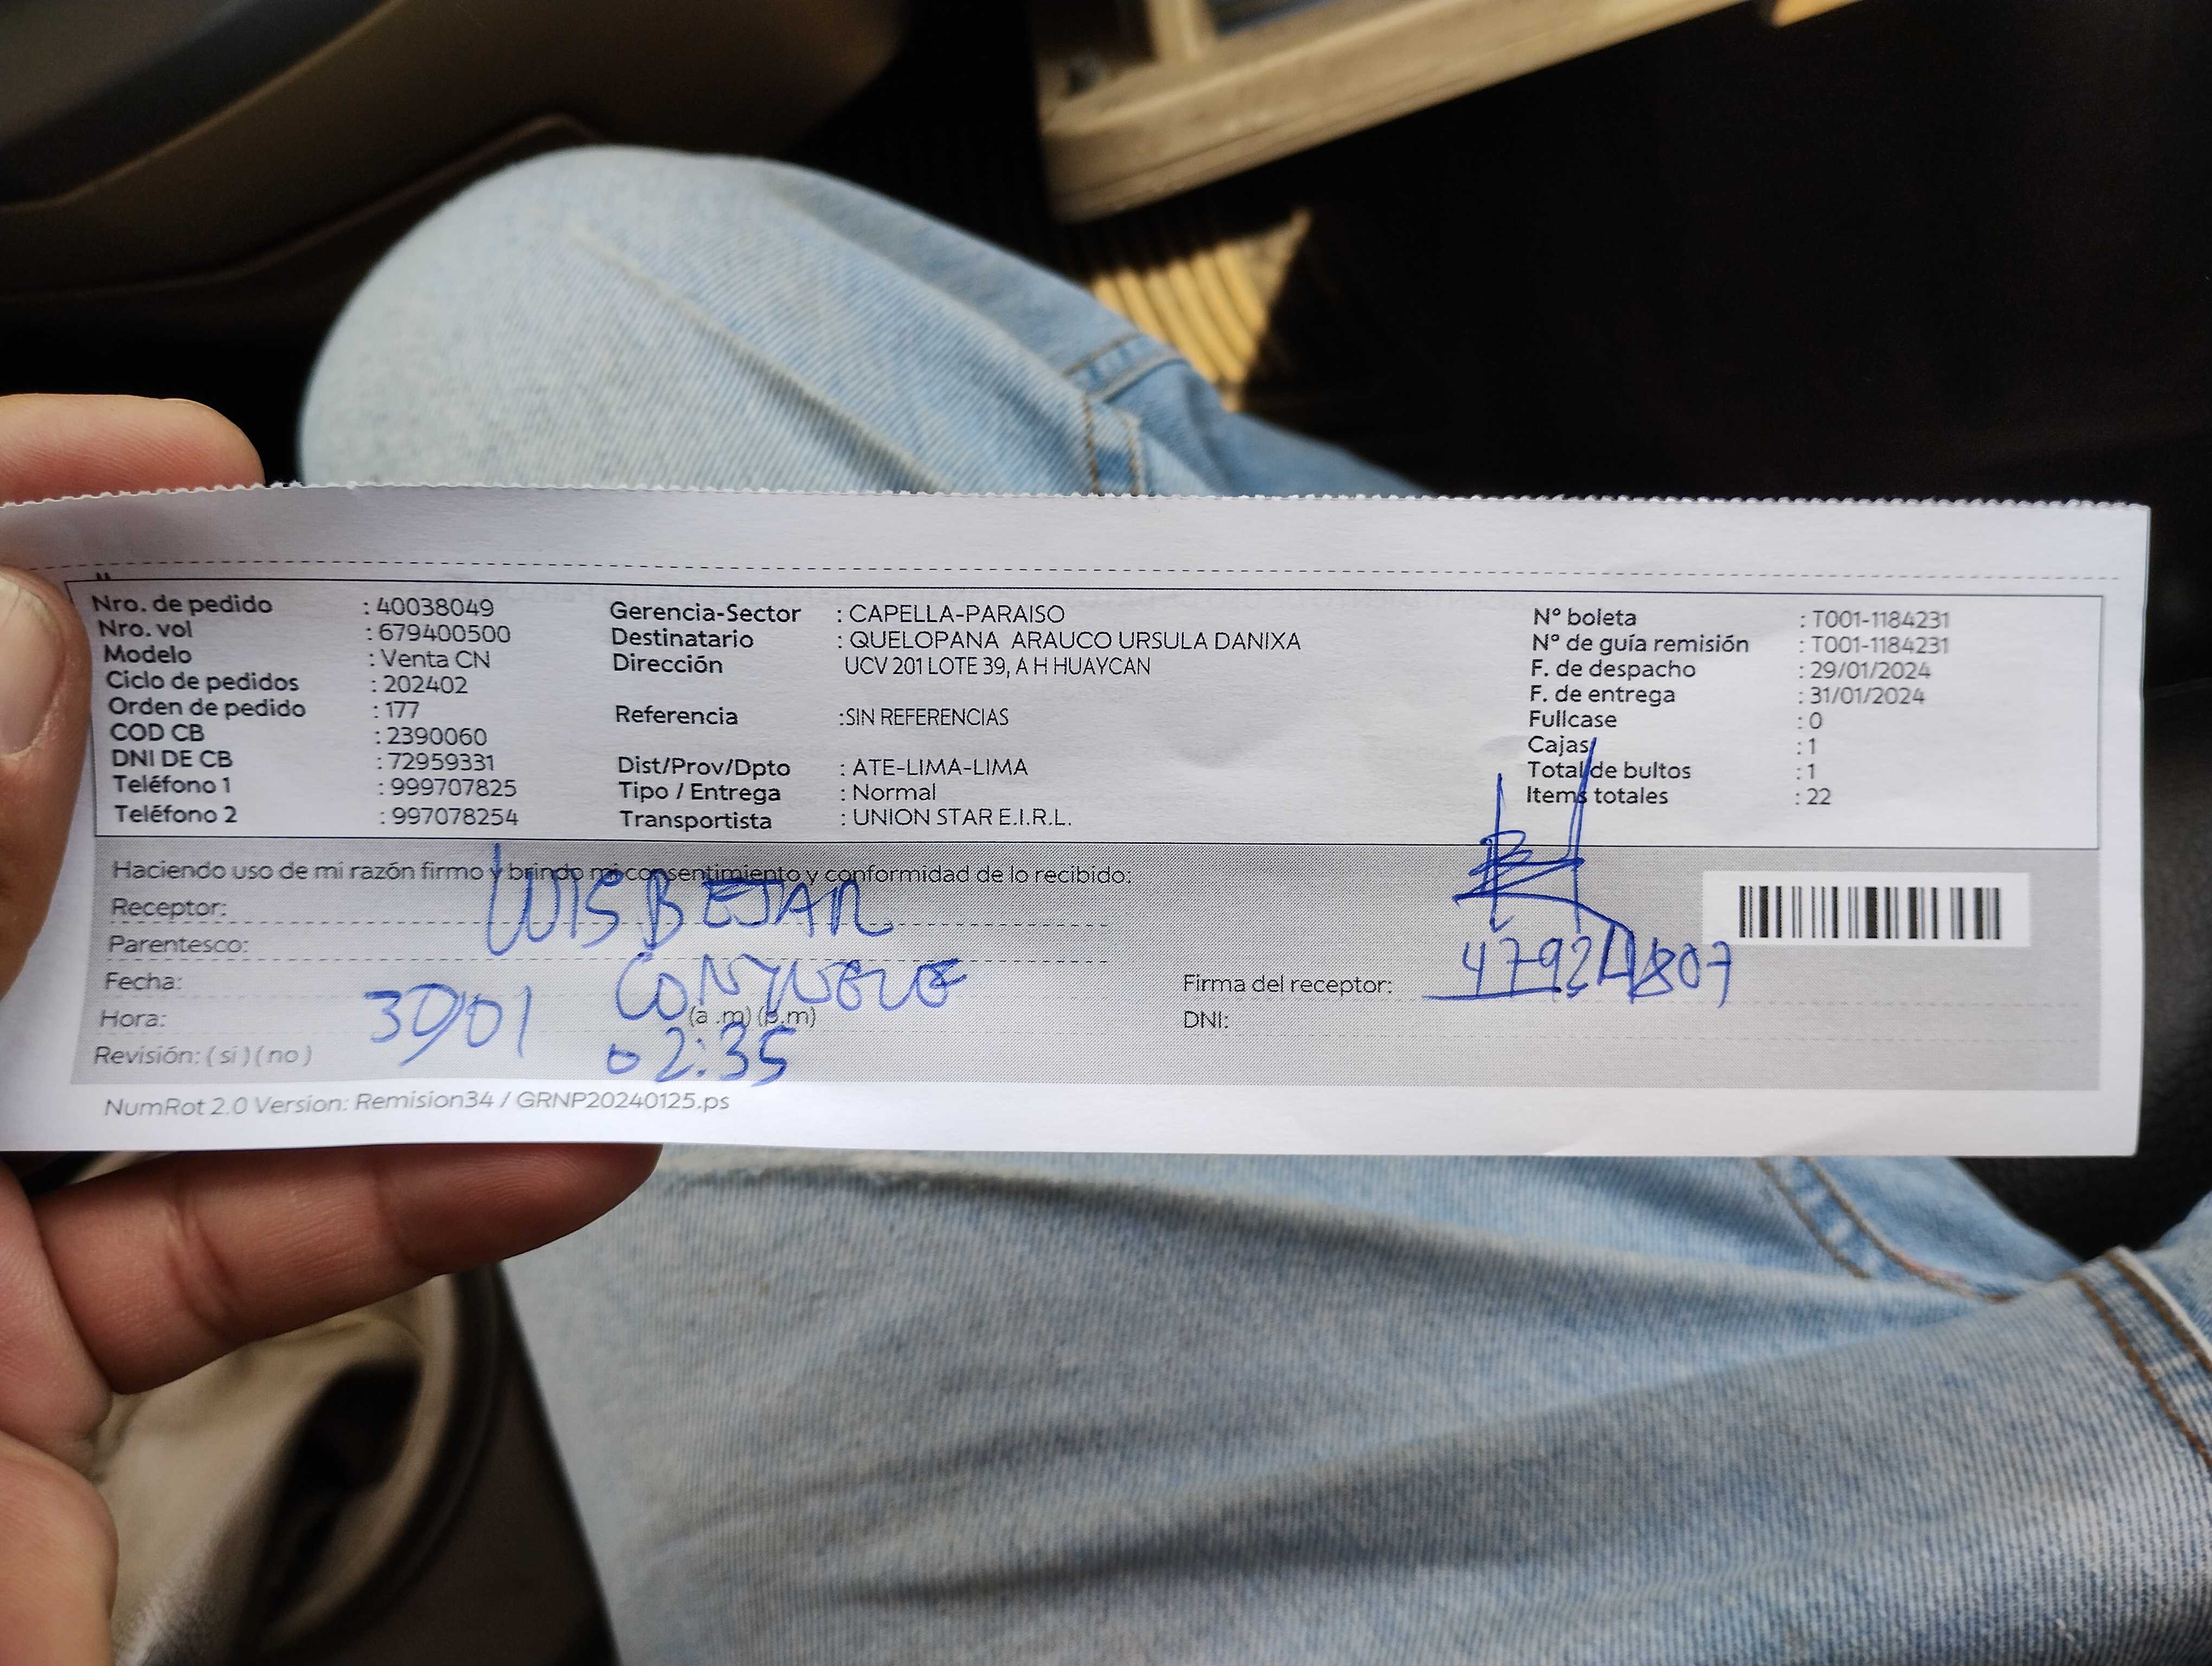 Nro. de pedido : 40038049
Nro. vol : 679400500
Modelo : Venta CN
Ciclo de pedidos : 202402
Orden de pedido : 177
COD CB : 2390060
DNI DE CB : 72959331
Teléfono 1 : 999707825
Teléfono 2 : 997078254
Gerencia-Sector : CAPELLA-PARAISO
Destinatario : QUELOPANA ARAUCO URSULA DANIXA
Dirección UCV 201 LOTE 39, A H HUAYCAN
Referencia :SIN REFERENCIAS
Dist/Prov/Dpto : ATE-LIMA-LIMA
Tipo / Entrega : Normal
Transportista : UNION STAR E.I.R.L.
N° boleta : T001-1184231
N° de guía remisión : T001-1184231
F. de despacho : 29/01/2024
F. de entrega : 31/01/2024
Fullcase : 0
Cajas : 1
Total de bultos : 1
Items totales : 22
Haciendo uso de mi razón firmo y brindo mi consentimiento y conformidad de lo recibido:
Receptor: LUIS BEJAR
Parentesco:
Fecha: 30/01
Hora: (a .m) (p.m) 02:35
Revisión: ( si ) ( no )
Firma del receptor:
DNI:
NumRot 2.0 Version: Remision34 / GRNP20240125.ps